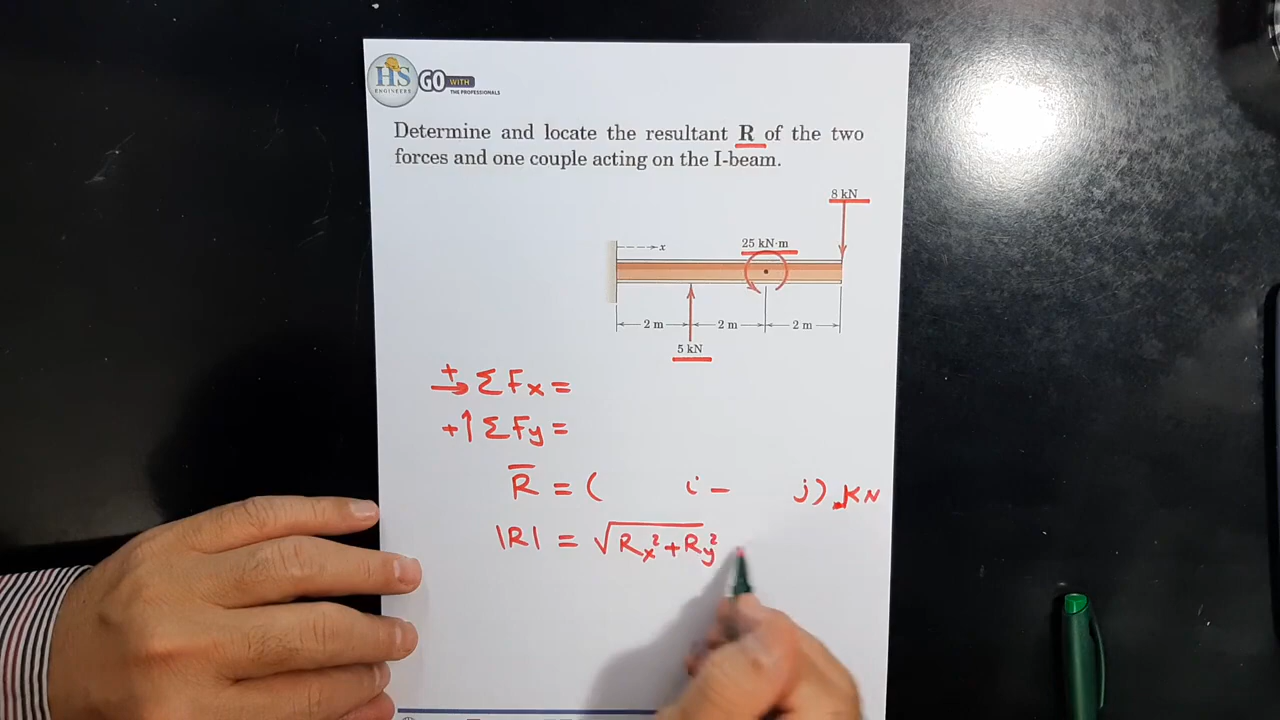 HS
ENGINEERS
GO WITH
THE PROFESSIONALS
Determine and locate the resultant R of the two
forces and one couple acting on the I-beam.
8 kN
x
25 kN·m
2 m
2 m
2 m
5 kN
+→ ΣFx =
+↑ ΣFy =
R̅ = ( i - j) KN
|R| = √Rx²+Ry²